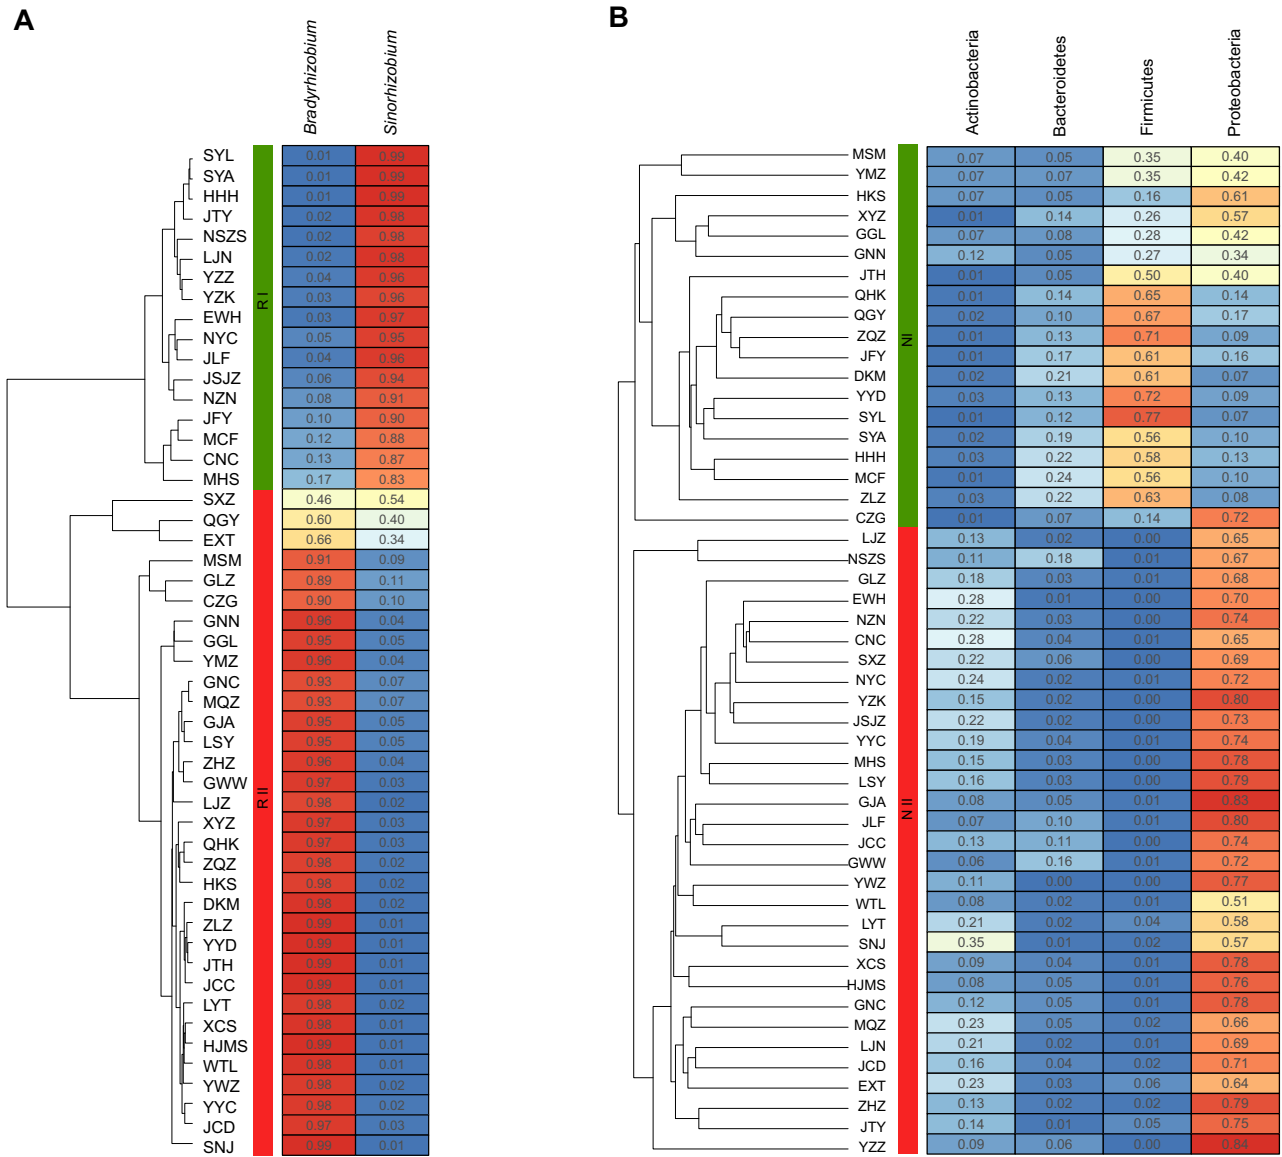 A
Bradyrhizobium Sinorhizobium
SYL 0.01 0.99
SYA 0.01 0.99
HHH 0.01 0.99
JTY 0.02 0.98
NSZS 0.02 0.98
LJN 0.02 0.98
YZZ 0.04 0.96
YZK 0.03 0.96
EWH 0.03 0.97
NYC 0.05 0.95
JLF 0.04 0.96
JSJZ 0.06 0.94
NZN 0.08 0.91
JFY 0.10 0.90
MCF 0.12 0.88
CNC 0.13 0.87
MHS 0.17 0.83
SXZ 0.46 0.54
QGY 0.60 0.40
EXT 0.66 0.34
MSM 0.91 0.09
GLZ 0.89 0.11
CZG 0.90 0.10
GNN 0.96 0.04
GGL 0.95 0.05
YMZ 0.96 0.04
GNC 0.93 0.07
MQZ 0.93 0.07
GJA 0.95 0.05
LSY 0.95 0.05
ZHZ 0.96 0.04
GWW 0.97 0.03
LJZ 0.98 0.02
XYZ 0.97 0.03
QHK 0.97 0.03
ZQZ 0.98 0.02
HKS 0.98 0.02
DKM 0.98 0.02
ZLZ 0.99 0.01
YYD 0.99 0.01
JTH 0.99 0.01
JCC 0.99 0.01
LYT 0.98 0.02
XCS 0.98 0.01
HJMS 0.99 0.01
WTL 0.98 0.01
YWZ 0.98 0.02
YYC 0.98 0.02
JCD 0.97 0.03
SNJ 0.99 0.01
R I
R II
B
Actinobacteria Bacteroidetes Firmicutes Proteobacteria
MSM 0.07 0.05 0.35 0.40
YMZ 0.07 0.07 0.35 0.42
HKS 0.07 0.05 0.16 0.61
XYZ 0.01 0.14 0.26 0.57
GGL 0.07 0.08 0.28 0.42
GNN 0.12 0.05 0.27 0.34
JTH 0.01 0.05 0.50 0.40
QHK 0.01 0.14 0.65 0.14
QGY 0.02 0.10 0.67 0.17
ZQZ 0.01 0.13 0.71 0.09
JFY 0.01 0.17 0.61 0.16
DKM 0.02 0.21 0.61 0.07
YYD 0.03 0.13 0.72 0.09
SYL 0.01 0.12 0.77 0.07
SYA 0.02 0.19 0.56 0.10
HHH 0.03 0.22 0.58 0.13
MCF 0.01 0.24 0.56 0.10
ZLZ 0.03 0.22 0.63 0.08
CZG 0.01 0.07 0.14 0.72
LJZ 0.13 0.02 0.00 0.65
NSZS 0.11 0.18 0.01 0.67
GLZ 0.18 0.03 0.01 0.68
EWH 0.28 0.01 0.00 0.70
NZN 0.22 0.03 0.00 0.74
CNC 0.28 0.04 0.01 0.65
SXZ 0.22 0.06 0.00 0.69
NYC 0.24 0.02 0.01 0.72
YZK 0.15 0.02 0.00 0.80
JSJZ 0.22 0.02 0.00 0.73
YYC 0.19 0.04 0.01 0.74
MHS 0.15 0.03 0.00 0.78
LSY 0.16 0.03 0.00 0.79
GJA 0.08 0.05 0.01 0.83
JLF 0.07 0.10 0.01 0.80
JCC 0.13 0.11 0.00 0.74
GWW 0.06 0.16 0.01 0.72
YWZ 0.11 0.00 0.00 0.77
WTL 0.08 0.02 0.01 0.51
LYT 0.21 0.02 0.04 0.58
SNJ 0.35 0.01 0.02 0.57
XCS 0.09 0.04 0.01 0.78
HJMS 0.08 0.05 0.01 0.76
GNC 0.12 0.05 0.01 0.78
MQZ 0.23 0.05 0.02 0.66
LJN 0.21 0.02 0.01 0.69
JCD 0.16 0.04 0.02 0.71
EXT 0.23 0.03 0.06 0.64
ZHZ 0.13 0.02 0.02 0.79
JTY 0.14 0.01 0.05 0.75
YZZ 0.09 0.06 0.00 0.84
NI
N II